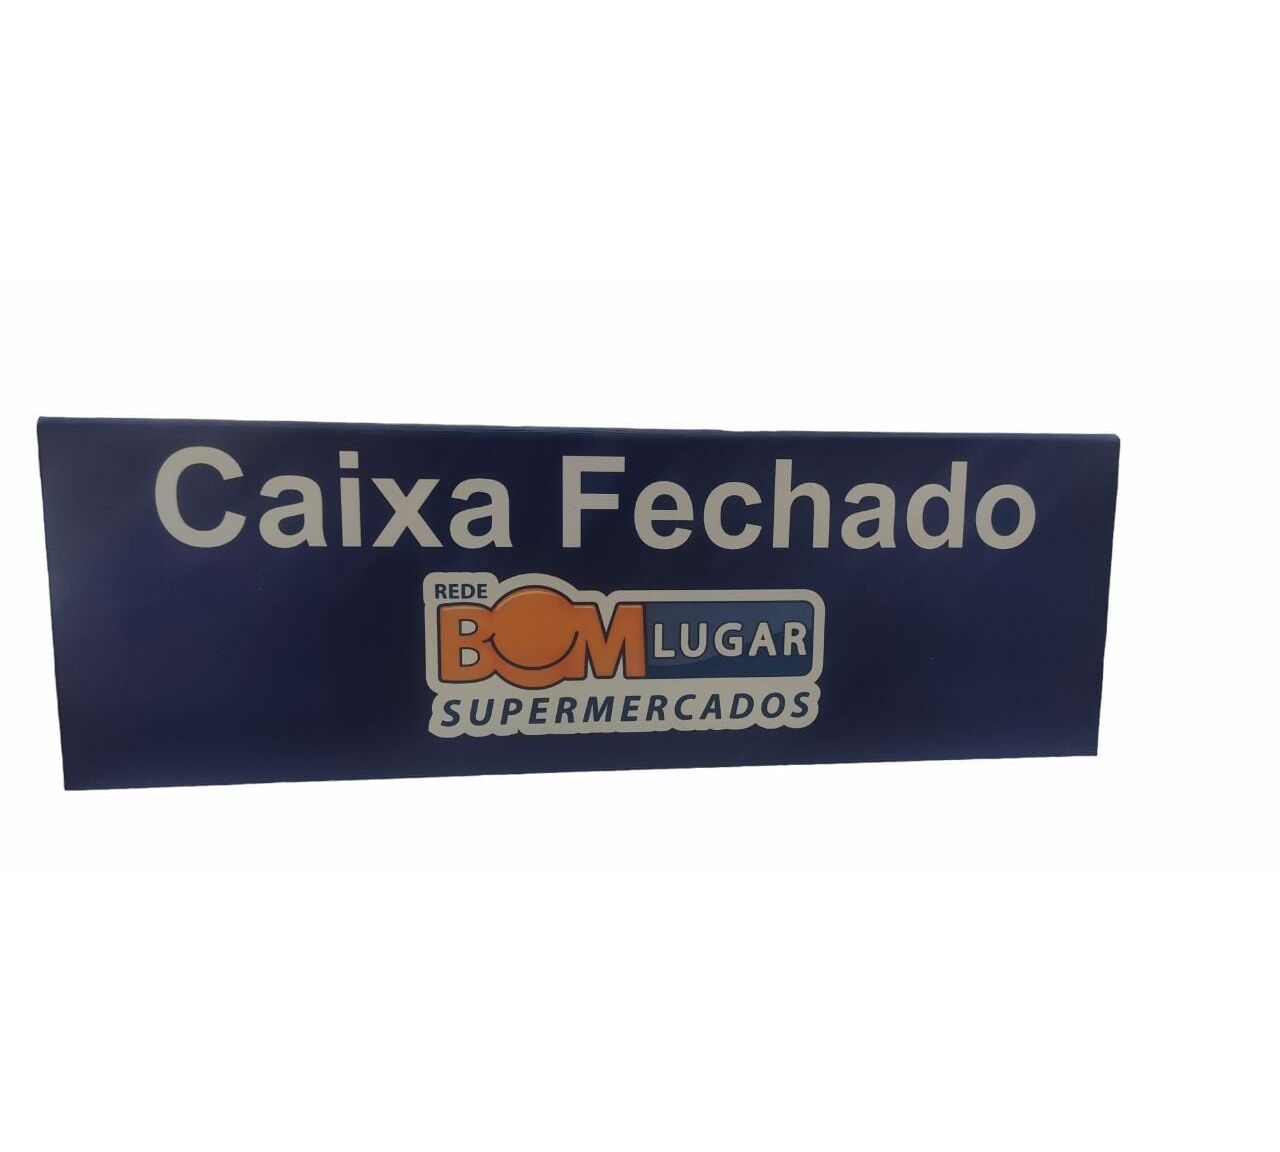 Caixa Fechado
REDE
BOM LUGAR
SUPERMERCADOS